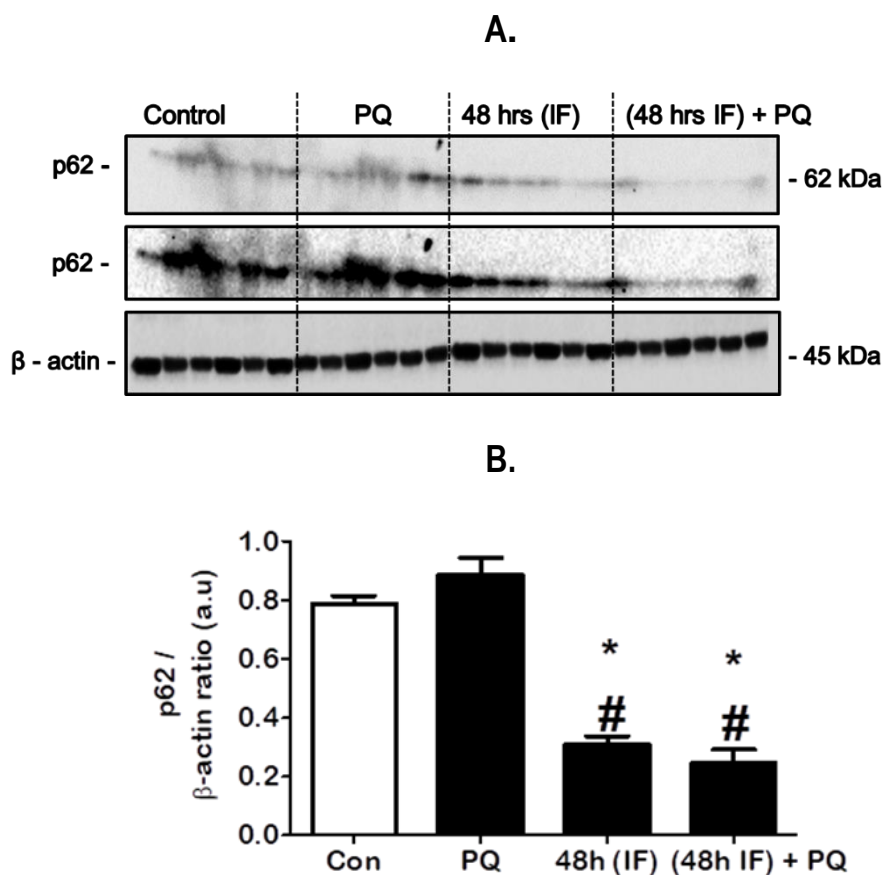 A.
Control PQ 48 hrs (IF) (48 hrs IF) + PQ
p62 - - 62 kDa
p62 -
β - actin - - 45 kDa
B.
p62 /
β-actin ratio (a.u)
1.0
0.8
0.6
0.4
0.2
0.0
* *
# #
Con PQ 48h (IF) (48h IF) + PQ